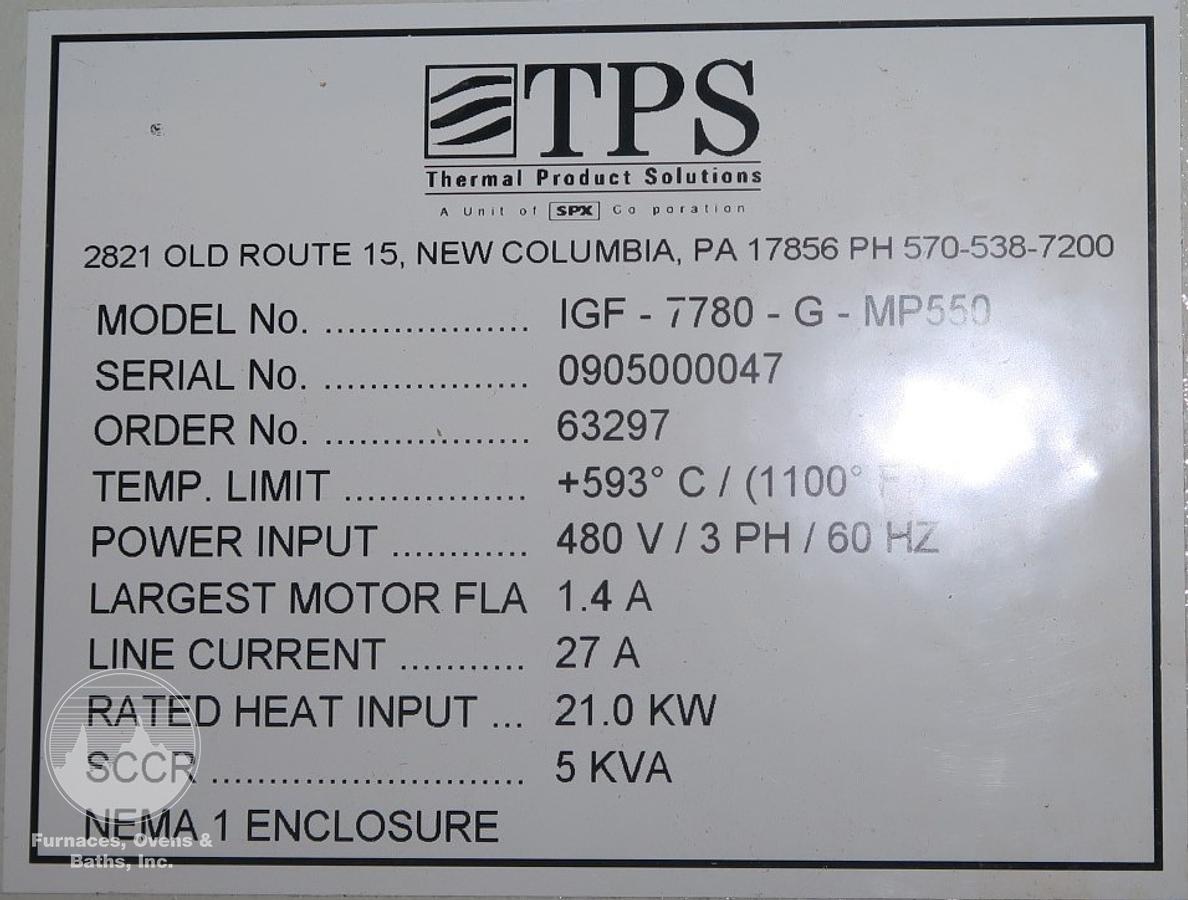 TPS
Thermal Product Solutions
A Unit of SPX Co poration
2821 OLD ROUTE 15, NEW COLUMBIA, PA 17856 PH 570-538-7200
MODEL No. .................. IGF - 7780 - G - MP550
SERIAL No. .................. 0905000047
ORDER No. .................. 63297
TEMP. LIMIT ................ +593° C / (1100° F)
POWER INPUT ............ 480 V / 3 PH / 60 HZ
LARGEST MOTOR FLA 1.4 A
LINE CURRENT ........... 27 A
RATED HEAT INPUT ... 21.0 KW
SCCR ........................... 5 KVA
NEMA 1 ENCLOSURE
Furnaces, Ovens &
Baths, Inc.